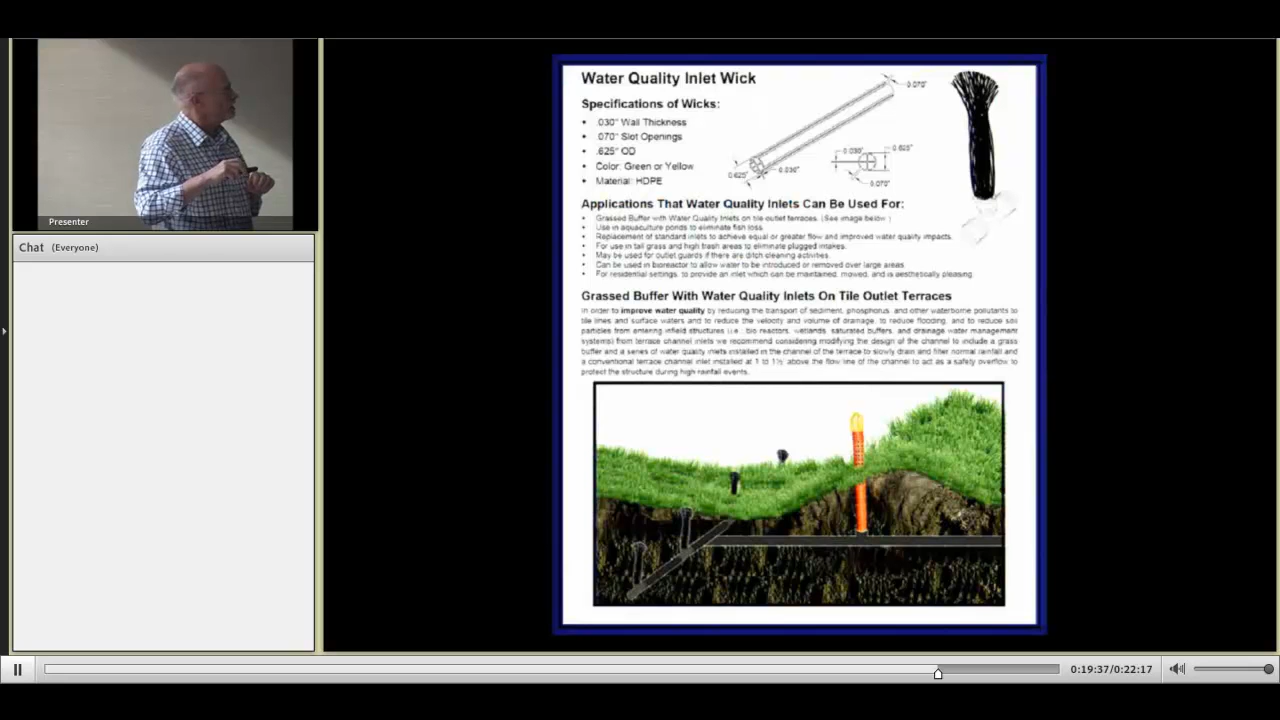 Presenter
Chat (Everyone)
Water Quality Inlet Wick
Specifications of Wicks:
• .030" Wall Thickness
• .070" Slot Openings
• .625" OD
• Color: Green or Yellow
• Material: HDPE
0.070"
0.625"
0.030"
0.030"
0.625"
0.070"
Applications That Water Quality Inlets Can Be Used For:
• Grassed Buffer with Water Quality Inlets on tile outlet terraces. (See image below.)
• Use in aquaculture ponds to eliminate fish loss.
• Replacement of standard inlets to achieve equal or greater flow and improved water quality impacts.
• For use in tall grass and high trash areas to eliminate plugged intakes.
• May be used for outlet guards if there are ditch cleaning activities.
• Can be used in bioreactor to allow water to be introduced or removed over large areas.
• For residential settings, to provide an inlet which can be maintained, mowed, and is aesthetically pleasing.
Grassed Buffer With Water Quality Inlets On Tile Outlet Terraces
In order to improve water quality by reducing the transport of sediment, phosphorus, and other waterborne pollutants to
tile lines and surface waters and to reduce the velocity and volume of drainage, to reduce flooding, and to reduce soil
particles from entering infield structures (i.e., bio reactors, wetlands, saturated buffers, and drainage water management
systems) from terrace channel inlets we recommend considering modifying the design of the channel to include a grass
buffer and a series of water quality inlets installed in the channel of the terrace to slowly drain and filter normal rainfall and
a conventional terrace channel inlet installed at 1 to 1½' above the flow line of the channel to act as a safety overflow to
protect the structure during high rainfall events.
0:19:37/0:22:17